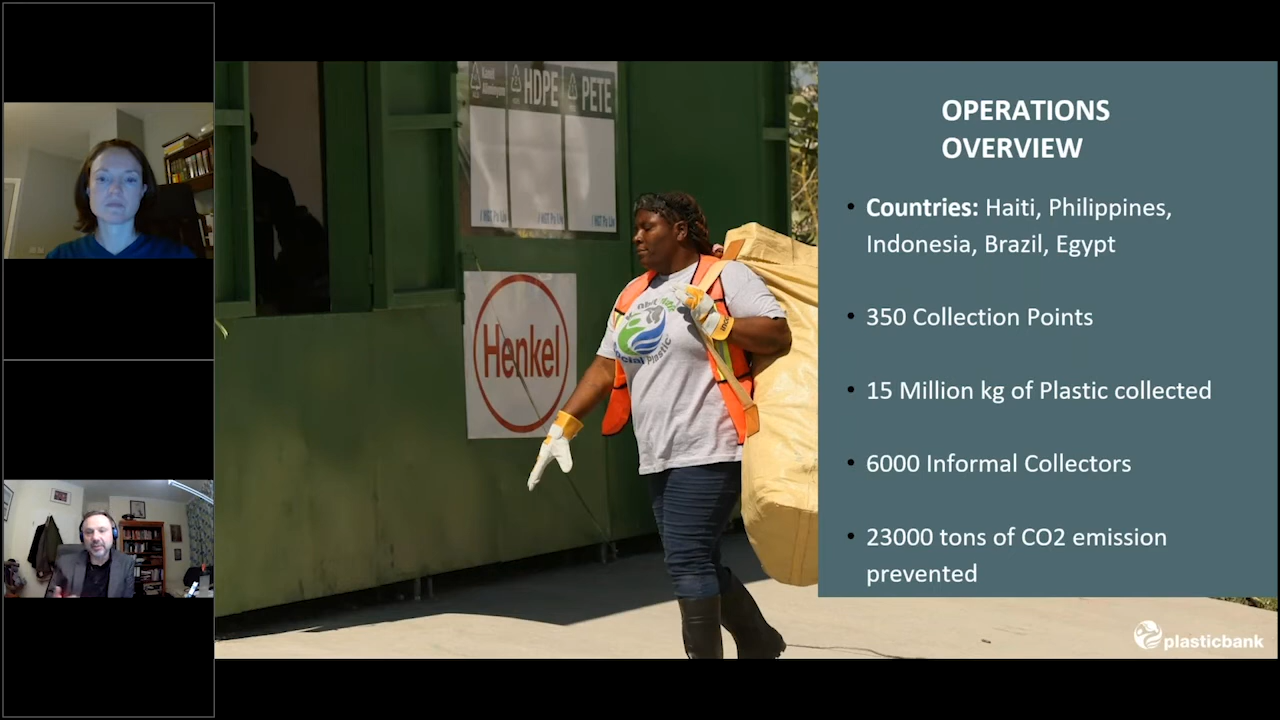 HDPE
PETE
Henkel
Social Plastic
OPERATIONS
OVERVIEW
• Countries: Haiti, Philippines,
Indonesia, Brazil, Egypt
• 350 Collection Points
• 15 Million kg of Plastic collected
• 6000 Informal Collectors
• 23000 tons of CO2 emission
prevented
plasticbank